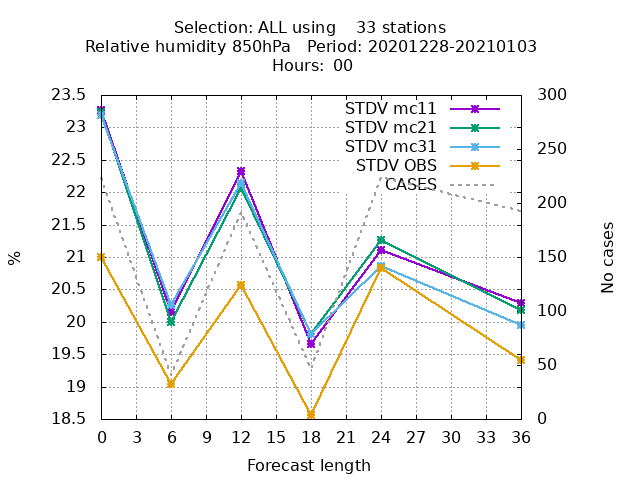 Selection: ALL using    33 stations
Relative humidity 850hPa   Period: 20201228-20210103
Hours:  00
23.5
23
22.5
22
21.5
21
20.5
20
19.5
19
18.5
300
250
200
150
100
50
0
STDV mc11
STDV mc21
STDV mc31
STDV OBS
CASES
%
No cases
0 3 6 9 12 15 18 21 24 27 30 33 36
Forecast length